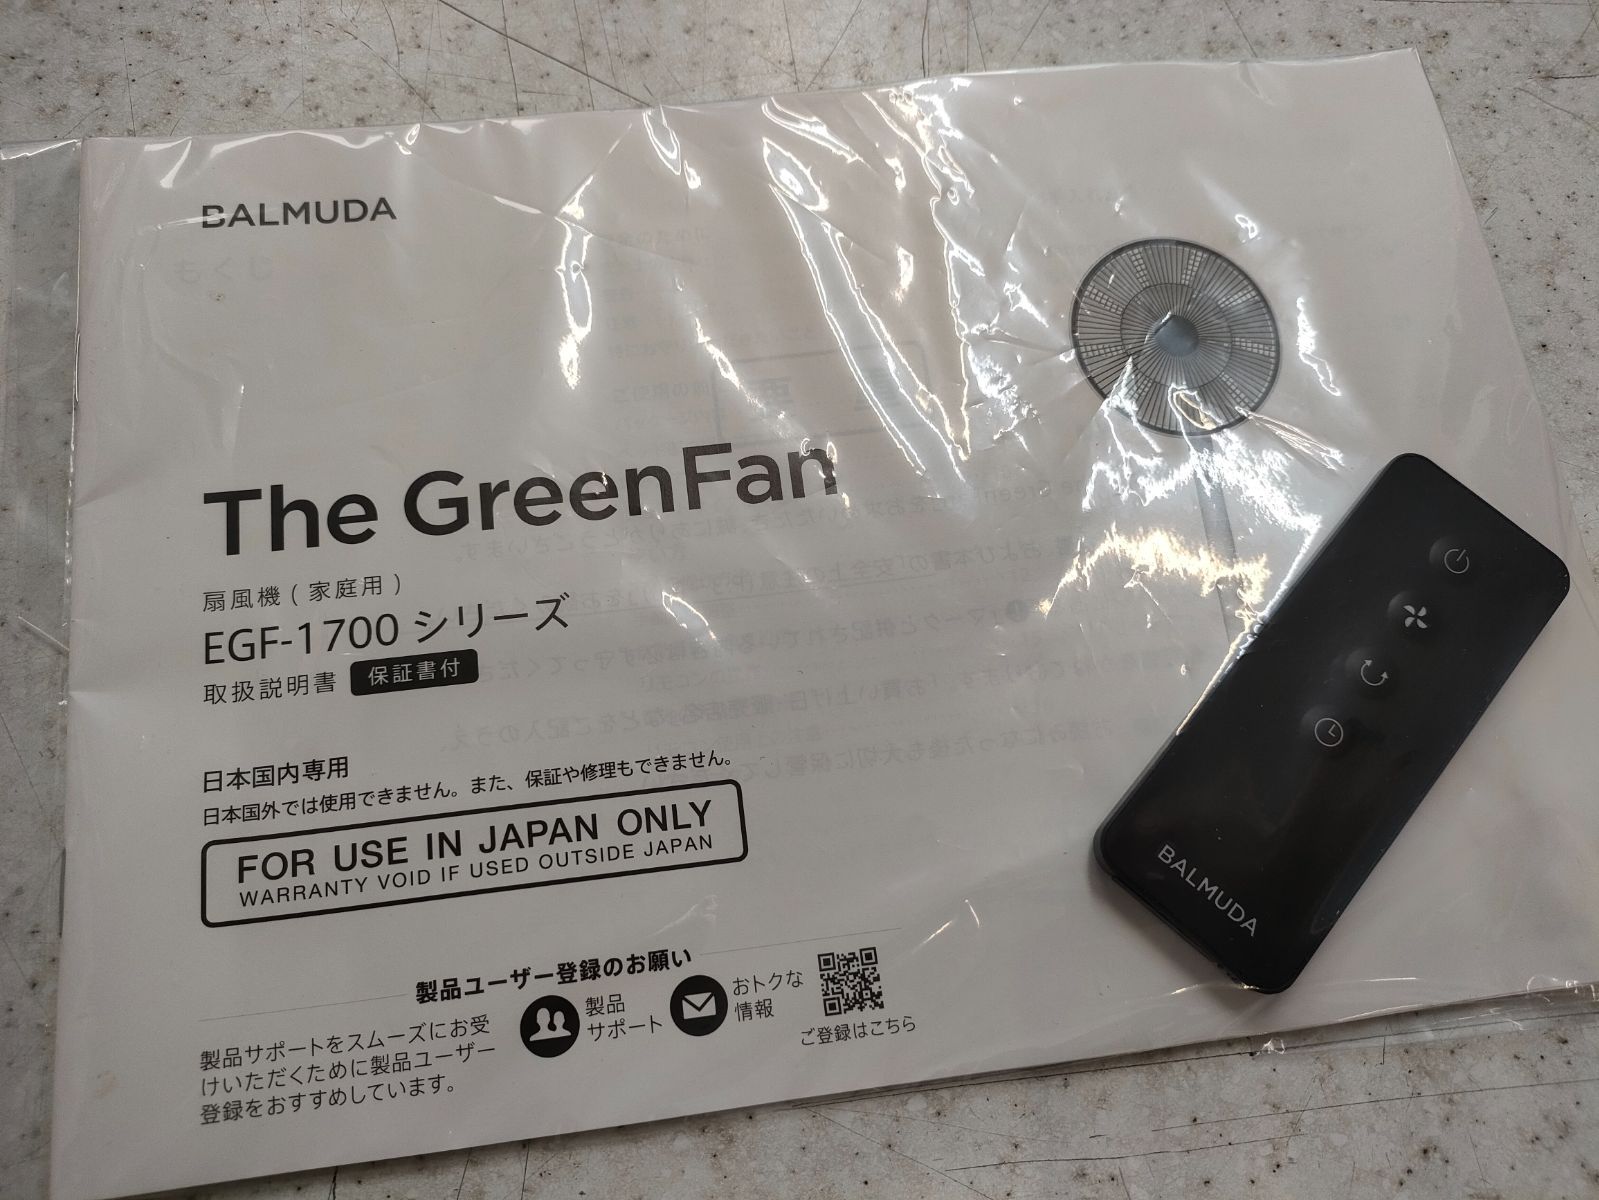 BALMUDA
The GreenFan
扇風機(家庭用)
EGF-1700 シリーズ
取扱説明書 保証書付
日本国内専用
日本国外では使用できません。また、保証や修理もできません。
FOR USE IN JAPAN ONLY
WARRANTY VOID IF USED OUTSIDE JAPAN
製品ユーザー登録のお願い
製品サポートをスムーズにお受
けいただくために製品ユーザー
登録をおすすめしています。
製品
サポート
おトクな
情報
ご登録はこちら
BALMUDA